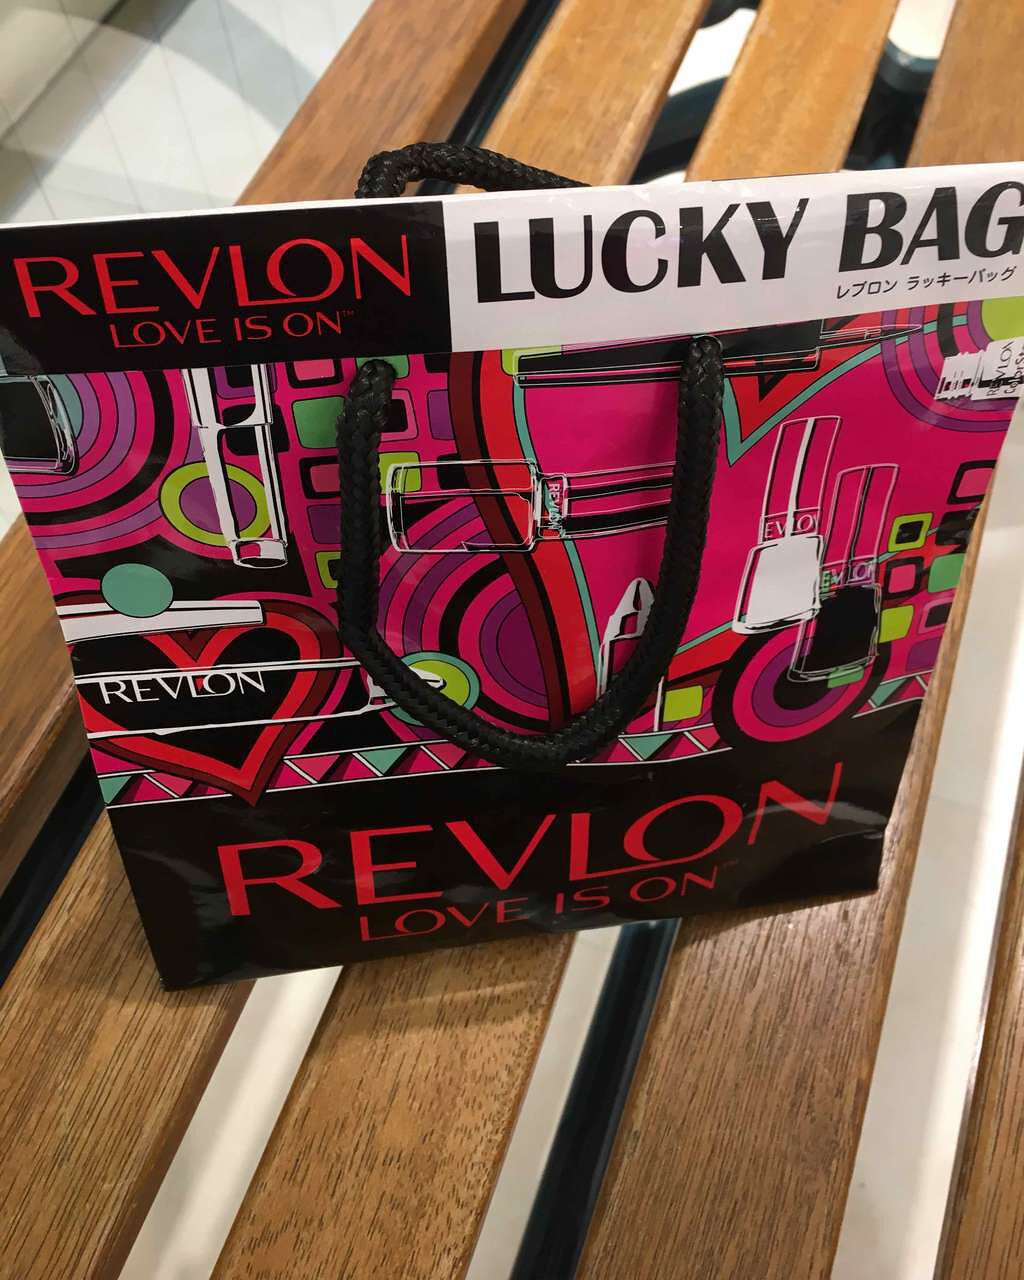 REVLON
LOVE IS ON™
LUCKY BAG
レブロン ラッキーバッグ
REVLON
REVLON
EVLO
REVLON
REVLON
REVLON
LOVE IS ON™